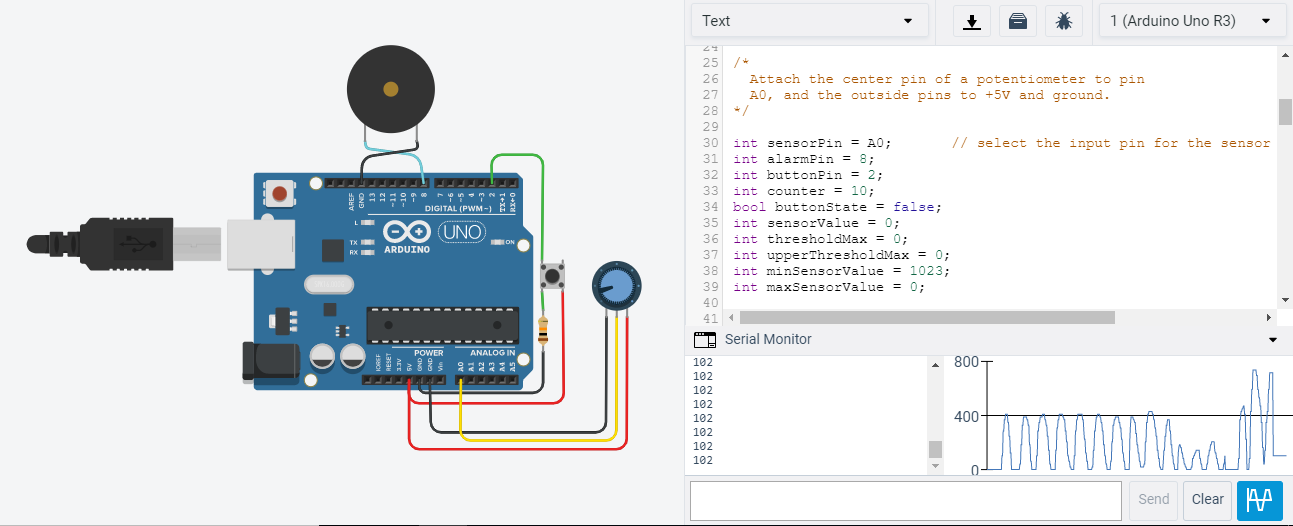 Text
1 (Arduino Uno R3)
24
25 /*
26   Attach the center pin of a potentiometer to pin
27   A0, and the outside pins to +5V and ground.
28 */
29
30 int sensorPin = A0;       // select the input pin for the sensor
31 int alarmPin = 8;
32 int buttonPin = 2;
33 int counter = 10;
34 bool buttonState = false;
35 int sensorValue = 0;
36 int thresholdMax = 0;
37 int upperThresholdMax = 0;
38 int minSensorValue = 1023;
39 int maxSensorValue = 0;
40
41
Serial Monitor
102
102
102
102
102
102
102
102
800
400
0
Send
Clear
AREF
GND
13
12
~11
~10
~9
8
7
~6
~5
4
~3
2
TX→1
RX←0
DIGITAL (PWM~)
L
TX
RX
ARDUINO
UNO
ON
POWER
ANALOG IN
IOREF
RESET
3.3V
5V
GND
GND
Vin
A0
A1
A2
A3
A4
A5